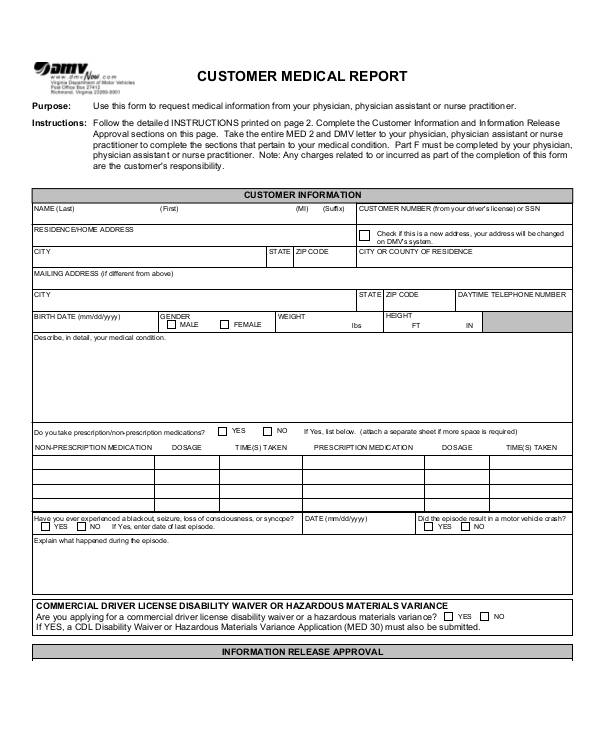 DMV
www.dmvNow.com
Virginia Department of Motor Vehicles
Post Office Box 27412
Richmond, Virginia 23269-0001
CUSTOMER MEDICAL REPORT
Purpose: Use this form to request medical information from your physician, physician assistant or nurse practitioner.
Instructions: Follow the detailed INSTRUCTIONS printed on page 2. Complete the Customer Information and Information Release
Approval sections on this page. Take the entire MED 2 and DMV letter to your physician, physician assistant or nurse
practitioner to complete the sections that pertain to your medical condition. Part F must be completed by your physician,
physician assistant or nurse practitioner. Note: Any charges related to or incurred as part of the completion of this form
are the customer's responsibility.
CUSTOMER INFORMATION
NAME (Last) (First) (MI) (Suffix) CUSTOMER NUMBER (from your driver's license) or SSN
RESIDENCE/HOME ADDRESS
Check if this is a new address, your address will be changed
on DMV's system.
CITY STATE ZIP CODE CITY OR COUNTY OF RESIDENCE
MAILING ADDRESS (if different from above)
CITY STATE ZIP CODE DAYTIME TELEPHONE NUMBER
BIRTH DATE (mm/dd/yyyy) GENDER WEIGHT HEIGHT
MALE FEMALE lbs FT IN
Describe, in detail, your medical condition.
Do you take prescription/non-prescription medications? YES NO If Yes, list below. (attach a separate sheet if more space is required)
NON-PRESCRIPTION MEDICATION DOSAGE TIME(S) TAKEN PRESCRIPTION MEDICATION DOSAGE TIME(S) TAKEN
Have you ever experienced a blackout, seizure, loss of consciousness, or syncope? DATE (mm/dd/yyyy) Did the episode result in a motor vehicle crash?
YES NO If Yes, enter date of last episode. YES NO
Explain what happened during the episode.
COMMERCIAL DRIVER LICENSE DISABILITY WAIVER OR HAZARDOUS MATERIALS VARIANCE
Are you applying for a commercial driver license disability waiver or a hazardous materials variance? YES NO
If YES, a CDL Disability Waiver or Hazardous Materials Variance Application (MED 30) must also be submitted.
INFORMATION RELEASE APPROVAL